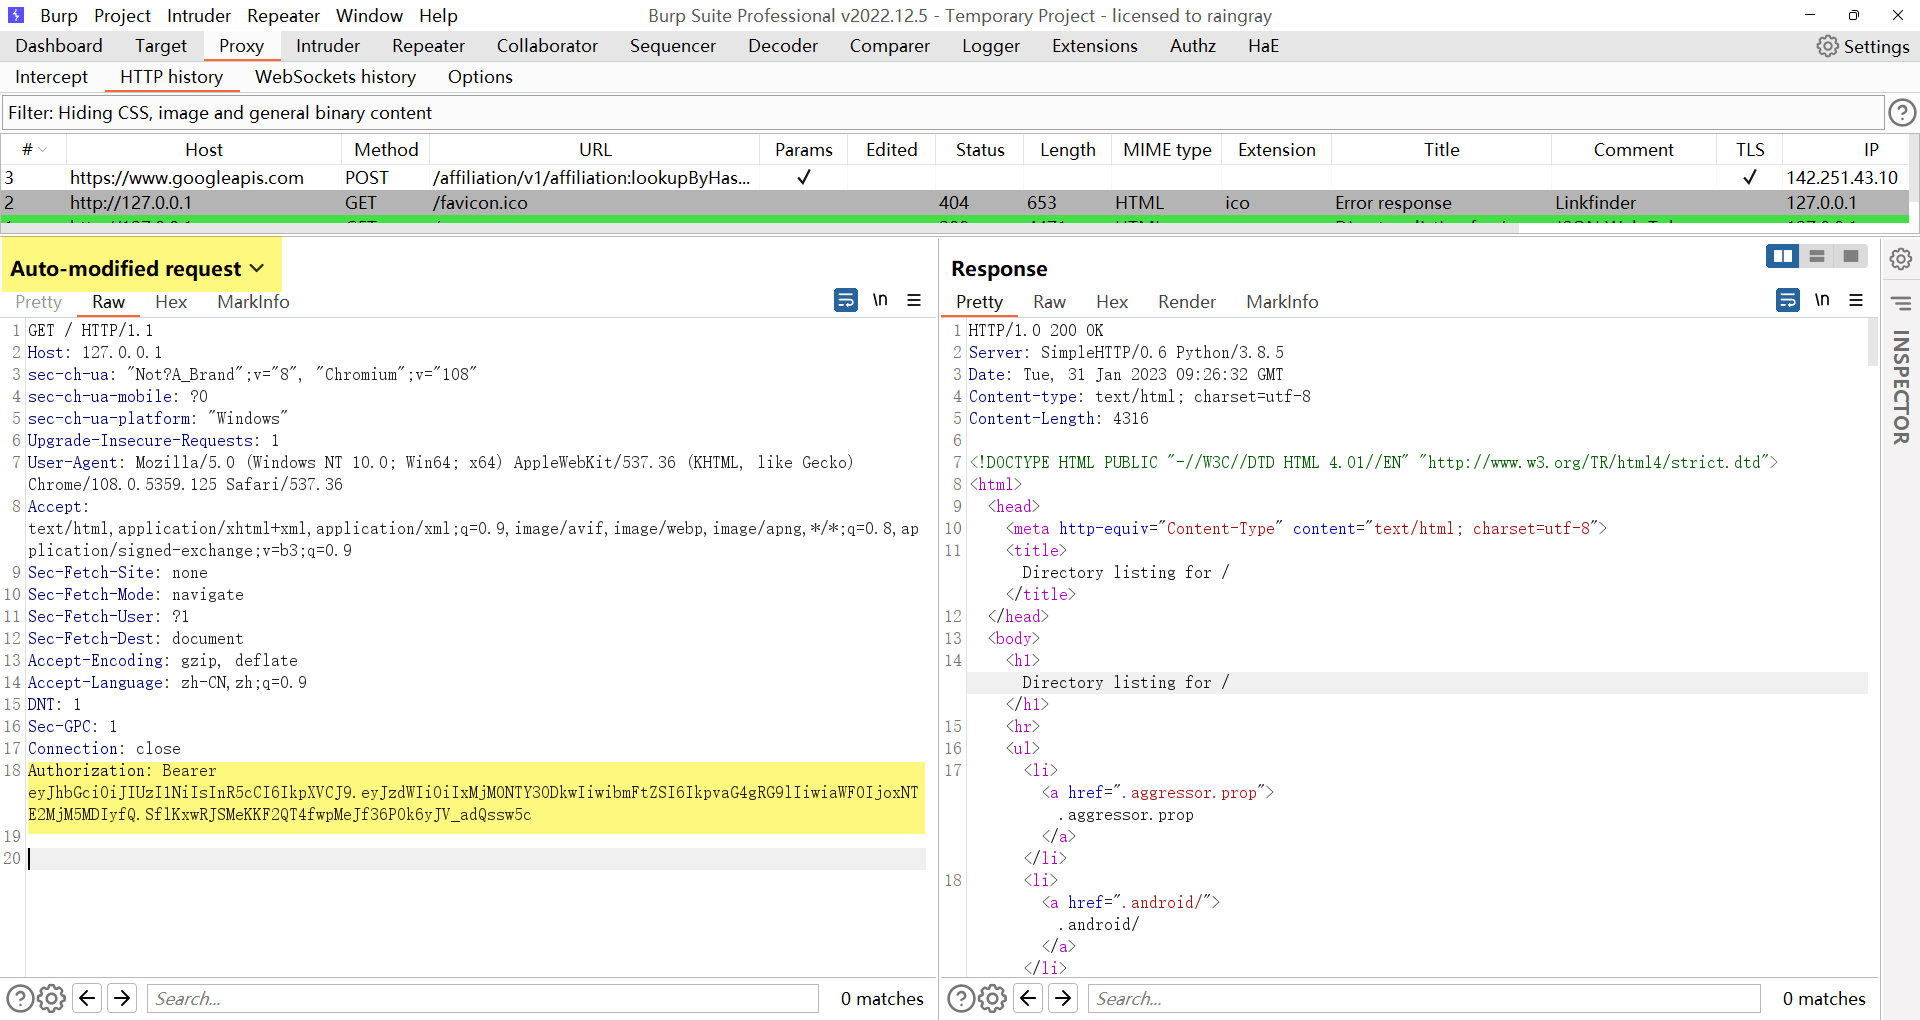 Burp Project Intruder Repeater Window Help
Burp Suite Professional v2022.12.5 - Temporary Project - licensed to raingray
Dashboard Target Proxy Intruder Repeater Collaborator Sequencer Decoder Comparer Logger Extensions Authz HaE Settings
Intercept HTTP history WebSockets history Options
Filter: Hiding CSS, image and general binary content
# Host Method URL Params Edited Status Length MIME type Extension Title Comment TLS IP
3 https://www.googleapis.com POST /affiliation/v1/affiliation:lookupByHas... ✓ ✓ 142.251.43.10
2 http://127.0.0.1 GET /favicon.ico 404 653 HTML ico Error response Linkfinder 127.0.0.1
Auto-modified request
Pretty Raw Hex MarkInfo \n
1 GET / HTTP/1.1
2 Host: 127.0.0.1
3 sec-ch-ua: "Not?A_Brand";v="8", "Chromium";v="108"
4 sec-ch-ua-mobile: ?0
5 sec-ch-ua-platform: "Windows"
6 Upgrade-Insecure-Requests: 1
7 User-Agent: Mozilla/5.0 (Windows NT 10.0; Win64; x64) AppleWebKit/537.36 (KHTML, like Gecko)
Chrome/108.0.5359.125 Safari/537.36
8 Accept:
text/html,application/xhtml+xml,application/xml;q=0.9,image/avif,image/webp,image/apng,*/*;q=0.8,ap
plication/signed-exchange;v=b3;q=0.9
9 Sec-Fetch-Site: none
10 Sec-Fetch-Mode: navigate
11 Sec-Fetch-User: ?1
12 Sec-Fetch-Dest: document
13 Accept-Encoding: gzip, deflate
14 Accept-Language: zh-CN,zh;q=0.9
15 DNT: 1
16 Sec-GPC: 1
17 Connection: close
18 Authorization: Bearer
eyJhbGciOiJIUzI1NiIsInR5cCI6IkpXVCJ9.eyJzdWIiOiIxMjM0NTY3ODkwIiwibmFtZSI6IkpvaG4gRG9lIiwiaWF0IjoxNT
E2MjM5MDIyfQ.SflKxwRJSMeKKF2QT4fwpMeJf36POk6yJV_adQssw5c
19
20
Search...
0 matches
Response
Pretty Raw Hex Render MarkInfo \n
1 HTTP/1.0 200 OK
2 Server: SimpleHTTP/0.6 Python/3.8.5
3 Date: Tue, 31 Jan 2023 09:26:32 GMT
4 Content-type: text/html; charset=utf-8
5 Content-Length: 4316
6
7 <!DOCTYPE HTML PUBLIC "-//W3C//DTD HTML 4.01//EN" "http://www.w3.org/TR/html4/strict.dtd">
8 <html>
9 <head>
10 <meta http-equiv="Content-Type" content="text/html; charset=utf-8">
11 <title>
Directory listing for /
</title>
12 </head>
13 <body>
14 <h1>
Directory listing for /
</h1>
15 <hr>
16 <ul>
17 <li>
<a href=".aggressor.prop">
.aggressor.prop
</a>
</li>
18 <li>
<a href=".android/">
.android/
</a>
</li>
Search...
0 matches
INSPECTOR